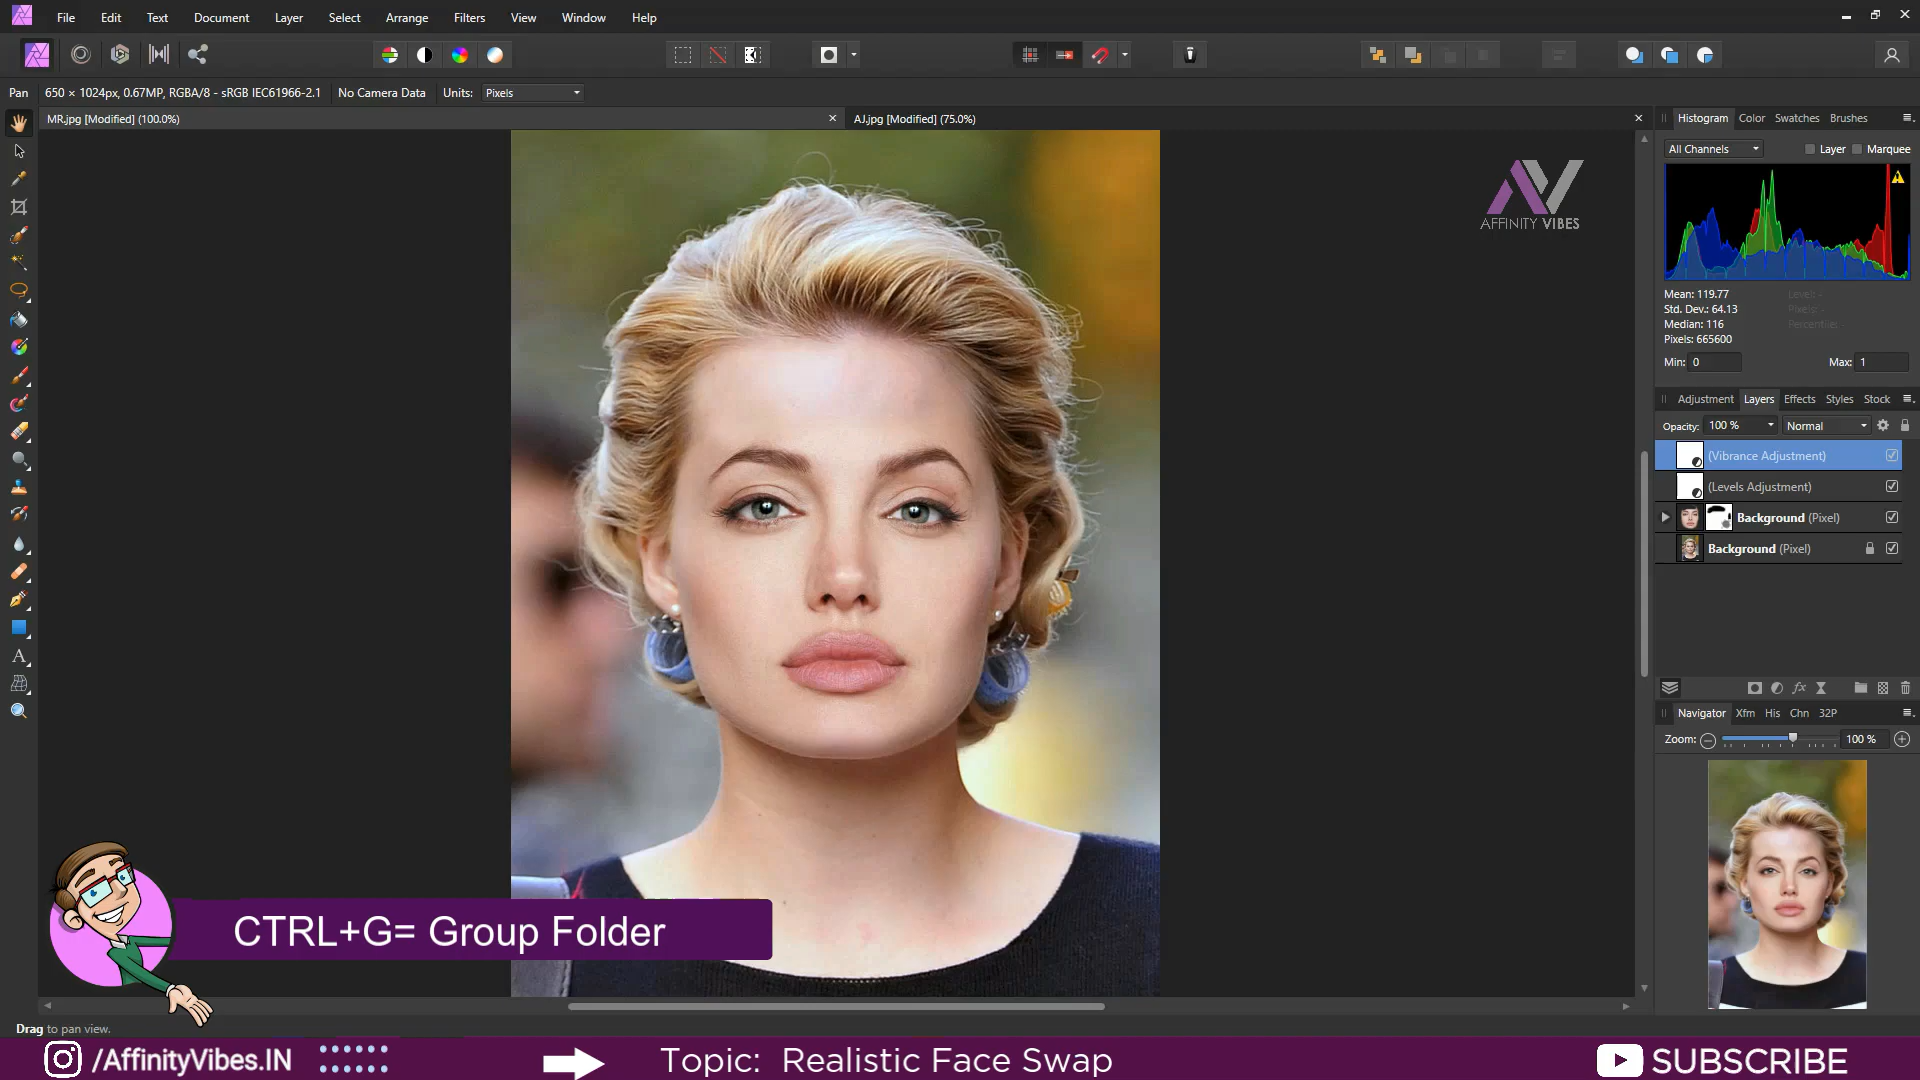 File Edit Text Document Layer Select Arrange Filters View Window Help
Pan 650 × 1024px, 0.67MP, RGBA/8 - sRGB IEC61966-2.1 No Camera Data Units: Pixels
MR.jpg [Modified] (100.0%) AJ.jpg [Modified] (75.0%)
Histogram Color Swatches Brushes
All Channels Layer Marquee
AFFINITY VIBES
Mean: 119.77 Level: -
Std. Dev.: 64.13 Pixels: -
Median: 116 Percentile: -
Pixels: 665600
Min: 0 Max: 1
Adjustment Layers Effects Styles Stock
Opacity: 100 % Normal
(Vibrance Adjustment)
(Levels Adjustment)
Background (Pixel)
Background (Pixel)
fx
Navigator Xfm His Chn 32P
Zoom: 100 %
CTRL+G= Group Folder
Drag to pan view.
/AffinityVibes.IN Topic: Realistic Face Swap SUBSCRIBE